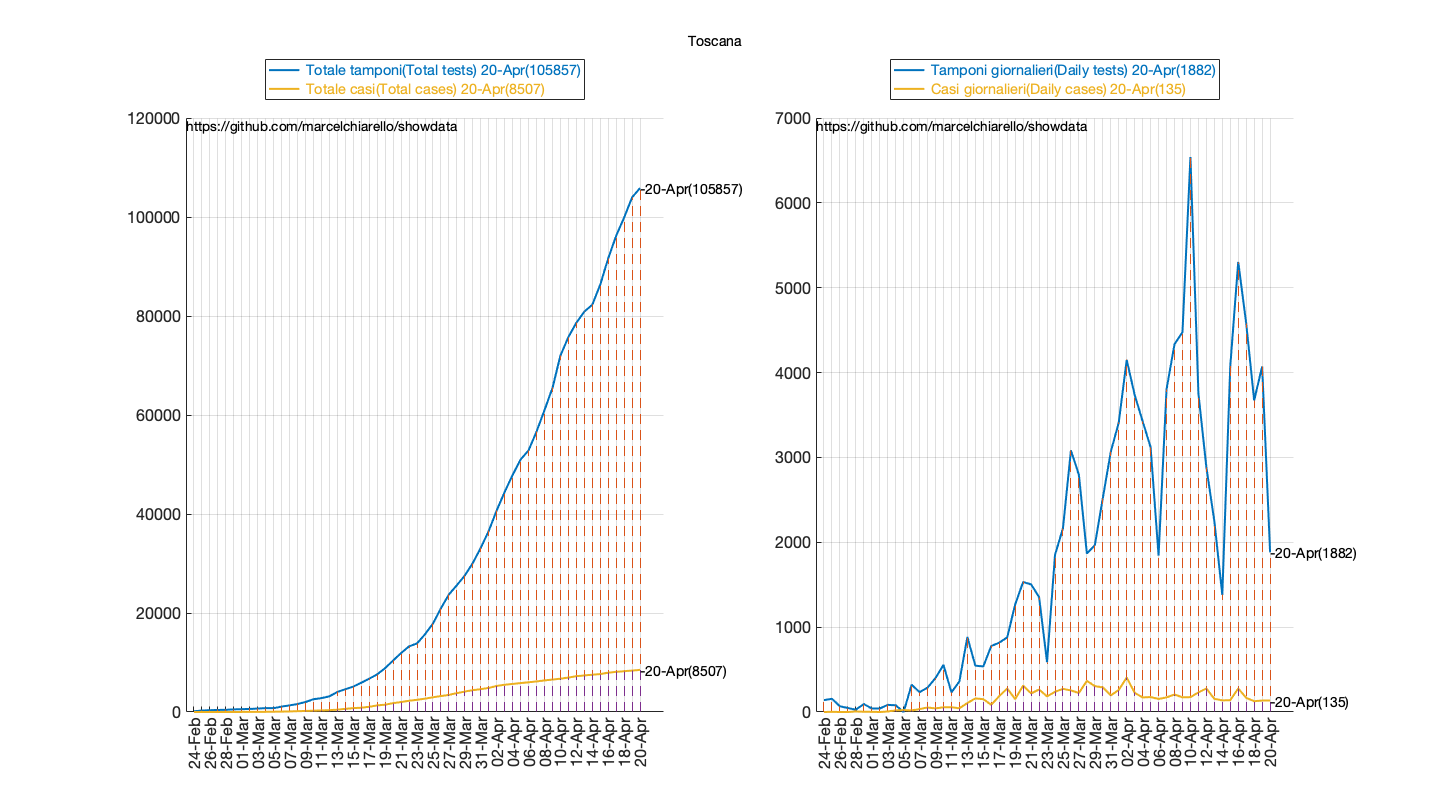 Toscana
Totale tamponi(Total tests) 20-Apr(105857)
Totale casi(Total cases) 20-Apr(8507)
120000
100000
80000
60000
40000
20000
0
https://github.com/marcelchiarello/showdata
-20-Apr(105857)
-20-Apr(8507)
24-Feb
26-Feb
28-Feb
01-Mar
03-Mar
05-Mar
07-Mar
09-Mar
11-Mar
13-Mar
15-Mar
17-Mar
19-Mar
21-Mar
23-Mar
25-Mar
27-Mar
29-Mar
31-Mar
02-Apr
04-Apr
06-Apr
08-Apr
10-Apr
12-Apr
14-Apr
16-Apr
18-Apr
20-Apr
Tamponi giornalieri(Daily tests) 20-Apr(1882)
Casi giornalieri(Daily cases) 20-Apr(135)
7000
6000
5000
4000
3000
2000
1000
0
https://github.com/marcelchiarello/showdata
-20-Apr(1882)
-20-Apr(135)
24-Feb
26-Feb
28-Feb
01-Mar
03-Mar
05-Mar
07-Mar
09-Mar
11-Mar
13-Mar
15-Mar
17-Mar
19-Mar
21-Mar
23-Mar
25-Mar
27-Mar
29-Mar
31-Mar
02-Apr
04-Apr
06-Apr
08-Apr
10-Apr
12-Apr
14-Apr
16-Apr
18-Apr
20-Apr